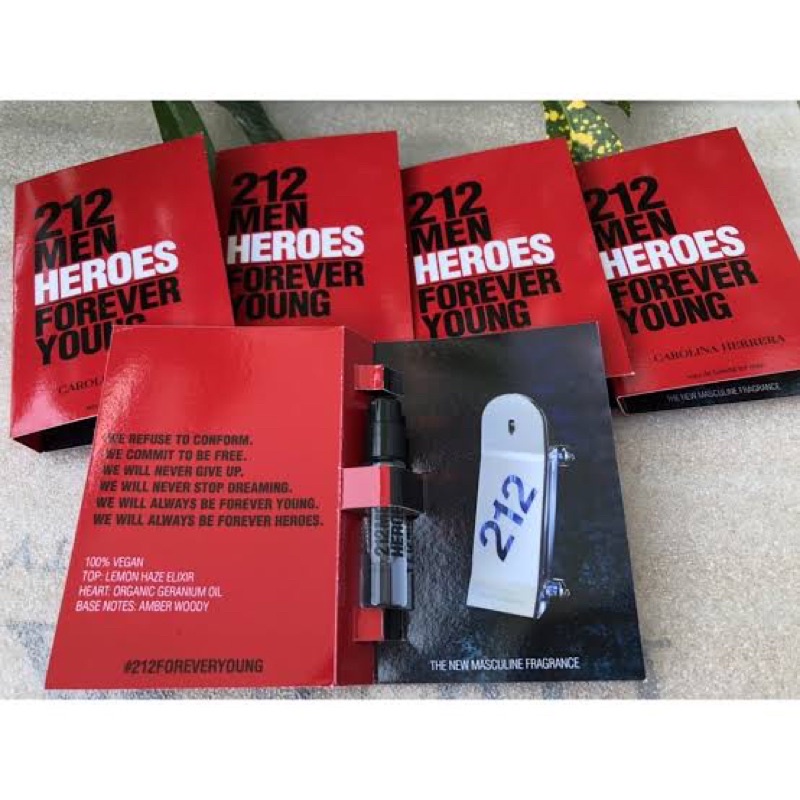 212
MEN
HEROES
FOREVER
YOUNG
CAROL
212
MEN
HEROES
FOREVER
YOUNG
212
MEN
HEROES
FOREVER
YOUNG
212
MEN
HEROES
FOREVER
YOUNG
CAROLINA HERRERA
THE NEW MASCULINE FRAGRANCE
WE REFUSE TO CONFORM.
WE COMMIT TO BE FREE.
WE WILL NEVER GIVE UP.
WE WILL NEVER STOP DREAMING.
WE WILL ALWAYS BE FOREVER YOUNG.
WE WILL ALWAYS BE FOREVER HEROES.
100% VEGAN
TOP: LEMON HAZE ELIXIR
HEART: ORGANIC GERANIUM OIL
BASE NOTES: AMBER WOODY
#212FOREVERYOUNG
212 MEN
HERO
212
THE NEW MASCULINE FRAGRANCE